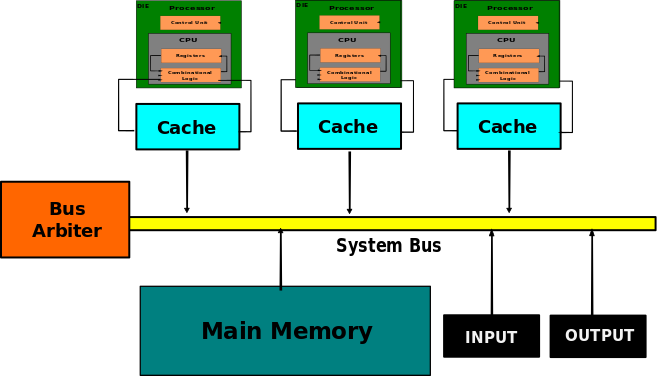 DIE
Processor
Control Unit
CPU
Registers
Combinational
Logic
DIE
Processor
Control Unit
CPU
Registers
Combinational
Logic
DIE
Processor
Control Unit
CPU
Registers
Combinational
Logic
Cache
Cache
Cache
Bus
Arbiter
System Bus
Main Memory
INPUT
OUTPUT